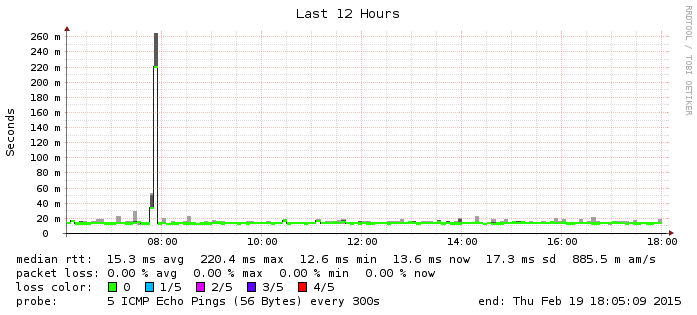 Last 12 Hours
RRDTOOL / TOBI OETIKER
Seconds
260 m
240 m
220 m
200 m
180 m
160 m
140 m
120 m
100 m
80 m
60 m
40 m
20 m
0
08:00 10:00 12:00 14:00 16:00 18:00
median rtt: 15.3 ms avg 220.4 ms max 12.6 ms min 13.6 ms now 17.3 ms sd 885.5 m am/s
packet loss: 0.00 % avg 0.00 % max 0.00 % min 0.00 % now
loss color: 0 1/5 2/5 3/5 4/5
probe: 5 ICMP Echo Pings (56 Bytes) every 300s end: Thu Feb 19 18:05:09 2015